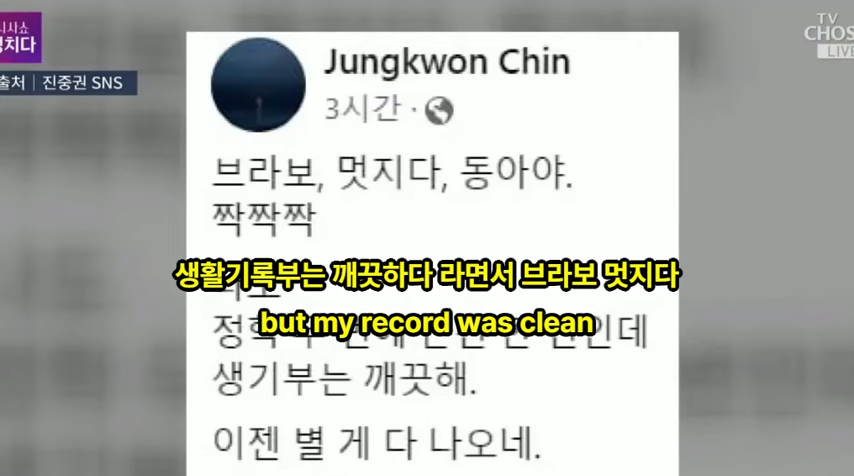 시사쇼
정치다
출처 | 진중권 SNS
TV
CHOSUN
LIVE
Jungkwon Chin
3시간 ·
브라보, 멋지다, 동아야.
짝짝짝
생활기록부는 깨끗하다 라면서 브라보 멋지다
but my record was clean
생기부는 깨끗해.
이젠 별 게 다 나오네.